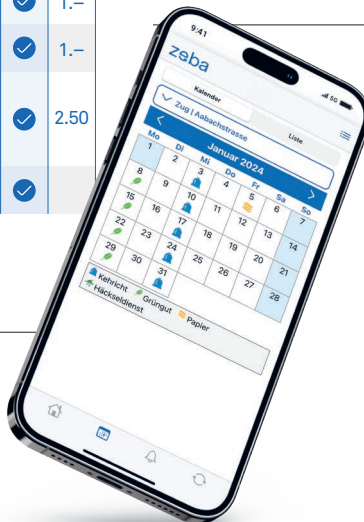 1.–
1.–
2.50
9:41
5G
zeba
Kalender
Liste
Zug | Aabachstrasse
Januar 2024
Mo Di Mi Do Fr Sa So
1 2 3 4 5 6 7
8 9 10 11 12 13 14
15 16 17 18 19 20 21
22 23 24 25 26 27 28
29 30 31
Kehricht Grüngut Papier
Häckseldienst